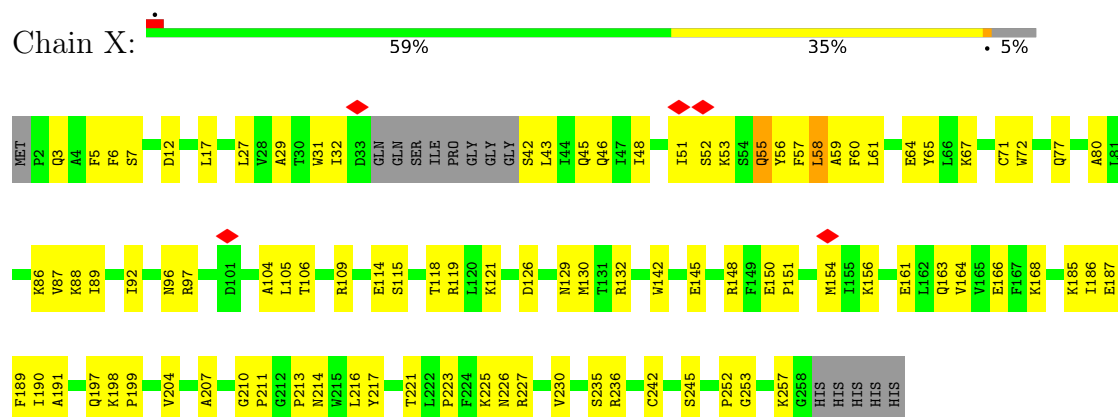 Chain X:
59% 35% • 5%
MET P2 Q3 A4 F5 F6 S7 D12 L17 L27 V28 A29 T30 W31 I32 D33 GLN GLN SER ILE PRO GLY GLY GLY S42 L43 I44 Q45 Q46 I47 I48 I51 S52 K53 S54 Q55 Y56 F57 L58 A59 F60 L61 E64 Y65 L66 K67 C71 W72 Q77 A80 L81
K86 V87 K88 I89 I92 N96 R97 D101 A104 L105 T106 R109 E114 S115 T118 R119 L120 K121 D126 N129 M130 T131 R132 W142 E145 R148 F149 E150 P151 M154 I155 K156 E161 L162 Q163 V164 V165 E166 F167 K168 K185 I186 E187
F189 I190 A191 Q197 K198 P199 V204 A207 G210 P211 G212 P213 N214 W215 L216 Y217 T221 L222 P223 F224 K225 N226 R227 V230 S235 R236 C242 S245 P252 G253 K257 G258 HIS HIS HIS HIS HIS